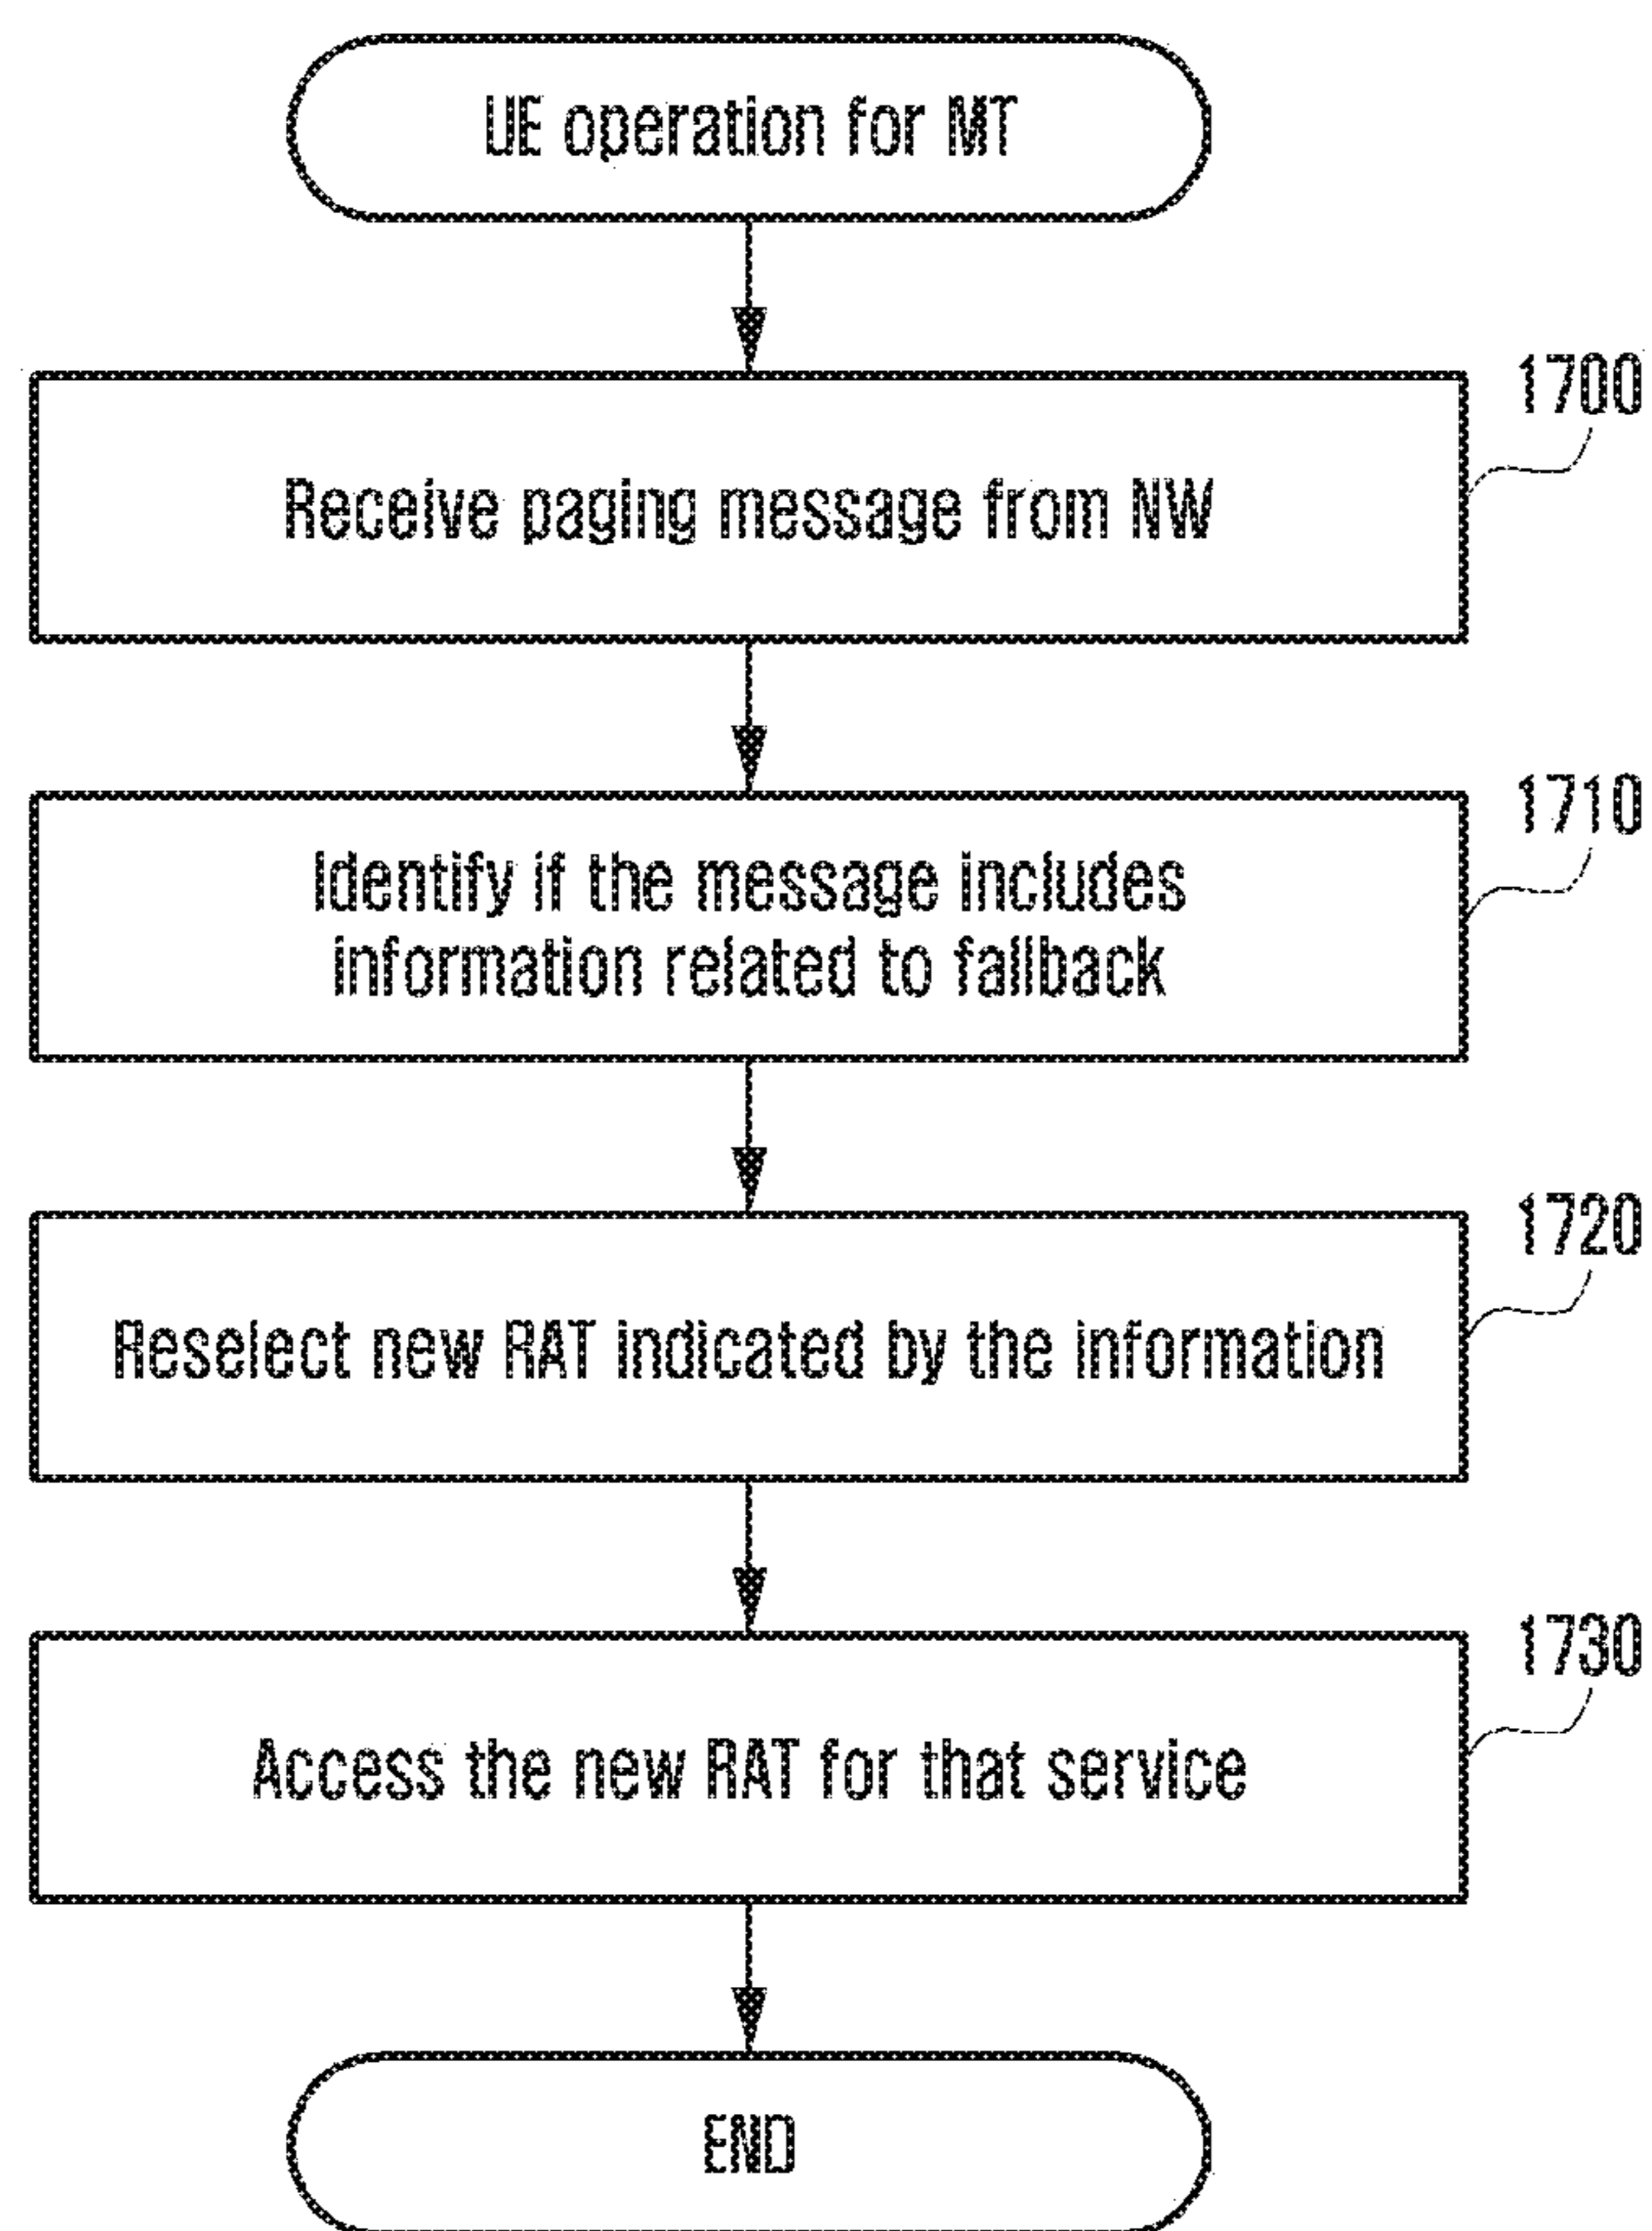 UE operation for MT
1700
Receive paging message from NW
1710
Identify if the message includes
information related to fallback
1720
Reselect new RAT indicated by the information
1730
Access the new RAT for that service
END